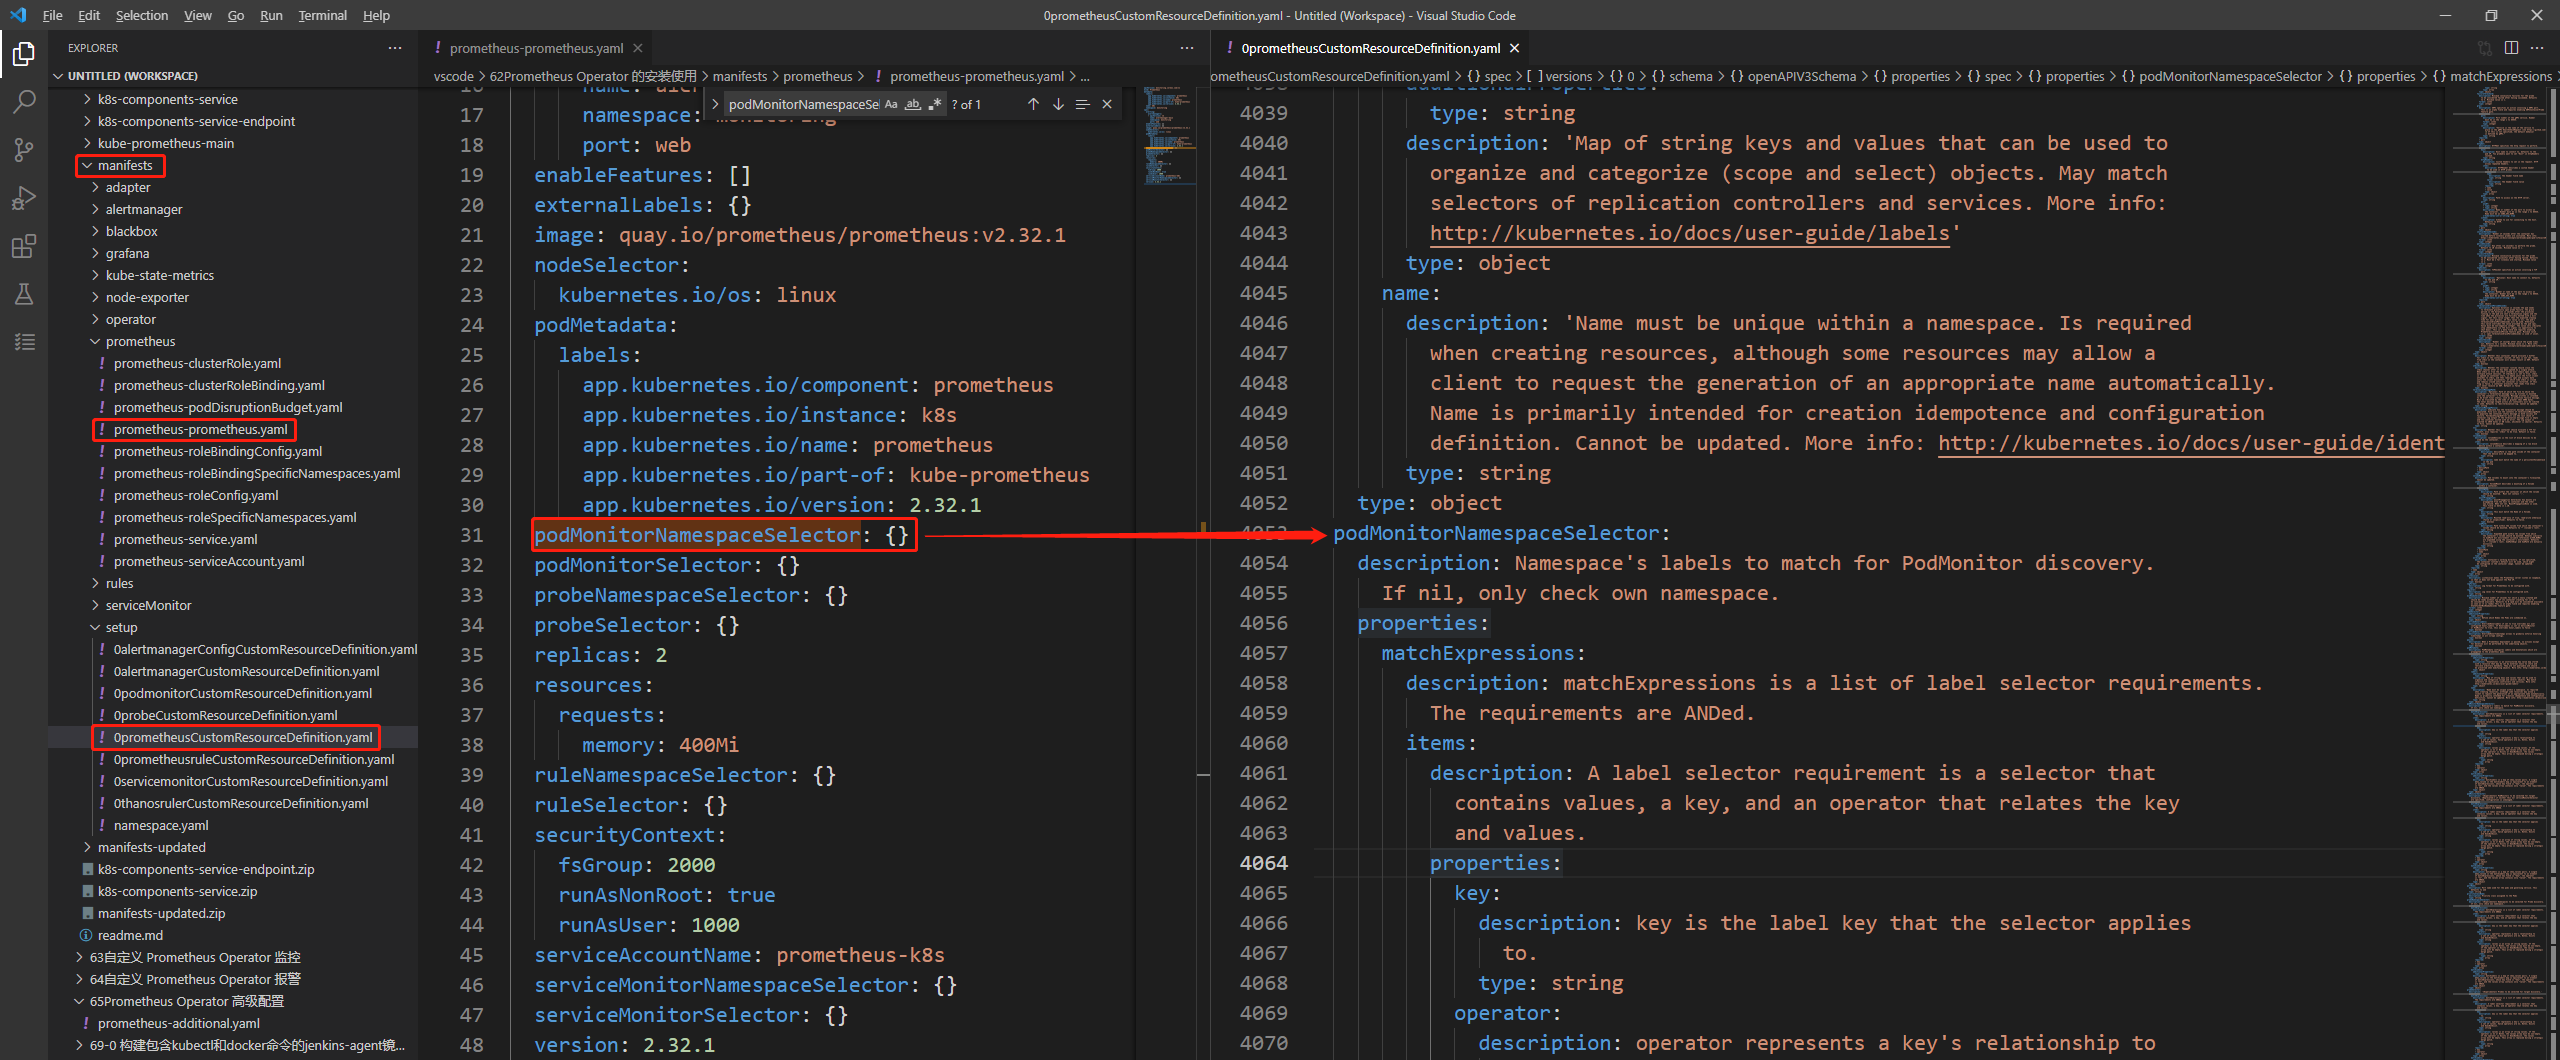 File Edit Selection View Go Run Terminal Help
0prometheusCustomResourceDefinition.yaml - Untitled (Workspace) - Visual Studio Code
EXPLORER
UNTITLED (WORKSPACE)
k8s-components-service
k8s-components-service-endpoint
kube-prometheus-main
manifests
adapter
alertmanager
blackbox
grafana
kube-state-metrics
node-exporter
operator
prometheus
prometheus-clusterRole.yaml
prometheus-clusterRoleBinding.yaml
prometheus-podDisruptionBudget.yaml
prometheus-prometheus.yaml
prometheus-roleBindingConfig.yaml
prometheus-roleBindingSpecificNamespaces.yaml
prometheus-roleConfig.yaml
prometheus-roleSpecificNamespaces.yaml
prometheus-service.yaml
prometheus-serviceAccount.yaml
rules
serviceMonitor
setup
0alertmanagerConfigCustomResourceDefinition.yaml
0alertmanagerCustomResourceDefinition.yaml
0podmonitorCustomResourceDefinition.yaml
0probeCustomResourceDefinition.yaml
0prometheusCustomResourceDefinition.yaml
0prometheusruleCustomResourceDefinition.yaml
0servicemonitorCustomResourceDefinition.yaml
0thanosrulerCustomResourceDefinition.yaml
namespace.yaml
manifests-updated
k8s-components-service-endpoint.zip
k8s-components-service.zip
manifests-updated.zip
readme.md
63自定义 Prometheus Operator 监控
64自定义 Prometheus Operator 报警
65Prometheus Operator 高级配置
prometheus-additional.yaml
69-0 构建包含kubectl和docker命令的jenkins-agent镜...
prometheus-prometheus.yaml
vscode > 62Prometheus Operator 的安装使用 > manifests > prometheus > prometheus-prometheus.yaml > ...
podMonitorNamespaceSel Aa ab ? of 1
17 namespace: monitoring
18 port: web
19 enableFeatures: []
20 externalLabels: {}
21 image: quay.io/prometheus/prometheus:v2.32.1
22 nodeSelector:
23 kubernetes.io/os: linux
24 podMetadata:
25 labels:
26 app.kubernetes.io/component: prometheus
27 app.kubernetes.io/instance: k8s
28 app.kubernetes.io/name: prometheus
29 app.kubernetes.io/part-of: kube-prometheus
30 app.kubernetes.io/version: 2.32.1
31 podMonitorNamespaceSelector: {}
32 podMonitorSelector: {}
33 probeNamespaceSelector: {}
34 probeSelector: {}
35 replicas: 2
36 resources:
37 requests:
38 memory: 400Mi
39 ruleNamespaceSelector: {}
40 ruleSelector: {}
41 securityContext:
42 fsGroup: 2000
43 runAsNonRoot: true
44 runAsUser: 1000
45 serviceAccountName: prometheus-k8s
46 serviceMonitorNamespaceSelector: {}
47 serviceMonitorSelector: {}
48 version: 2.32.1
0prometheusCustomResourceDefinition.yaml
ometheusCustomResourceDefinition.yaml > {} spec > [ ] versions > {} 0 > {} schema > {} openAPIV3Schema > {} properties > {} spec > {} properties > {} podMonitorNamespaceSelector > {} properties > {} matchExpressions >
4039 type: string
4040 description: 'Map of string keys and values that can be used to
4041 organize and categorize (scope and select) objects. May match
4042 selectors of replication controllers and services. More info:
4043 http://kubernetes.io/docs/user-guide/labels'
4044 type: object
4045 name:
4046 description: 'Name must be unique within a namespace. Is required
4047 when creating resources, although some resources may allow a
4048 client to request the generation of an appropriate name automatically.
4049 Name is primarily intended for creation idempotence and configuration
4050 definition. Cannot be updated. More info: http://kubernetes.io/docs/user-guide/ident
4051 type: string
4052 type: object
4053 podMonitorNamespaceSelector:
4054 description: Namespace's labels to match for PodMonitor discovery.
4055 If nil, only check own namespace.
4056 properties:
4057 matchExpressions:
4058 description: matchExpressions is a list of label selector requirements.
4059 The requirements are ANDed.
4060 items:
4061 description: A label selector requirement is a selector that
4062 contains values, a key, and an operator that relates the key
4063 and values.
4064 properties:
4065 key:
4066 description: key is the label key that the selector applies
4067 to.
4068 type: string
4069 operator:
4070 description: operator represents a key's relationship to